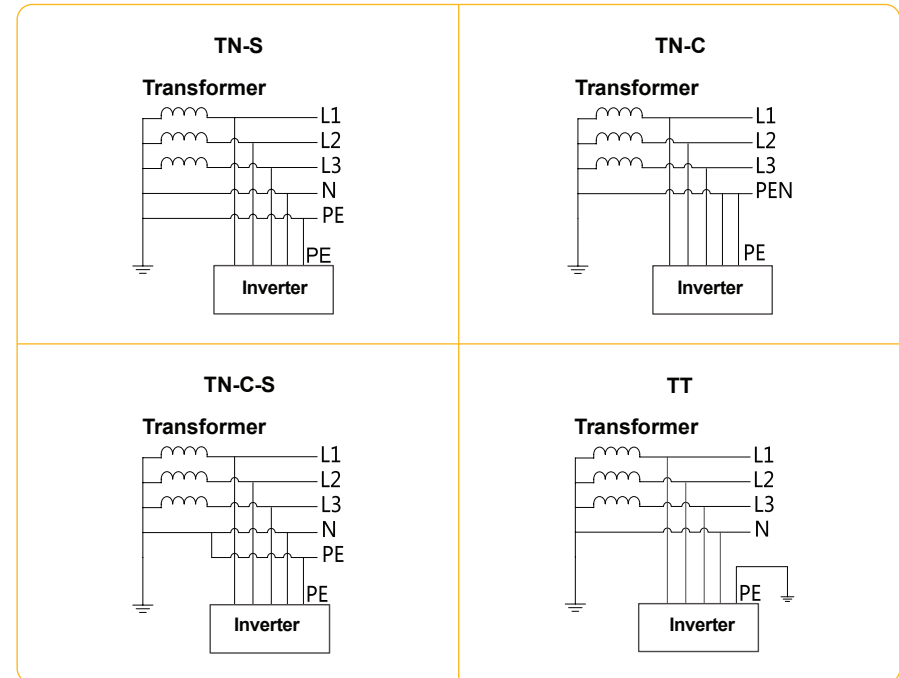 TN-S
Transformer
L1
L2
L3
N
PE
PE
Inverter
TN-C
Transformer
L1
L2
L3
PEN
PE
Inverter
TN-C-S
Transformer
L1
L2
L3
N
PE
PE
Inverter
TT
Transformer
L1
L2
L3
N
PE
Inverter